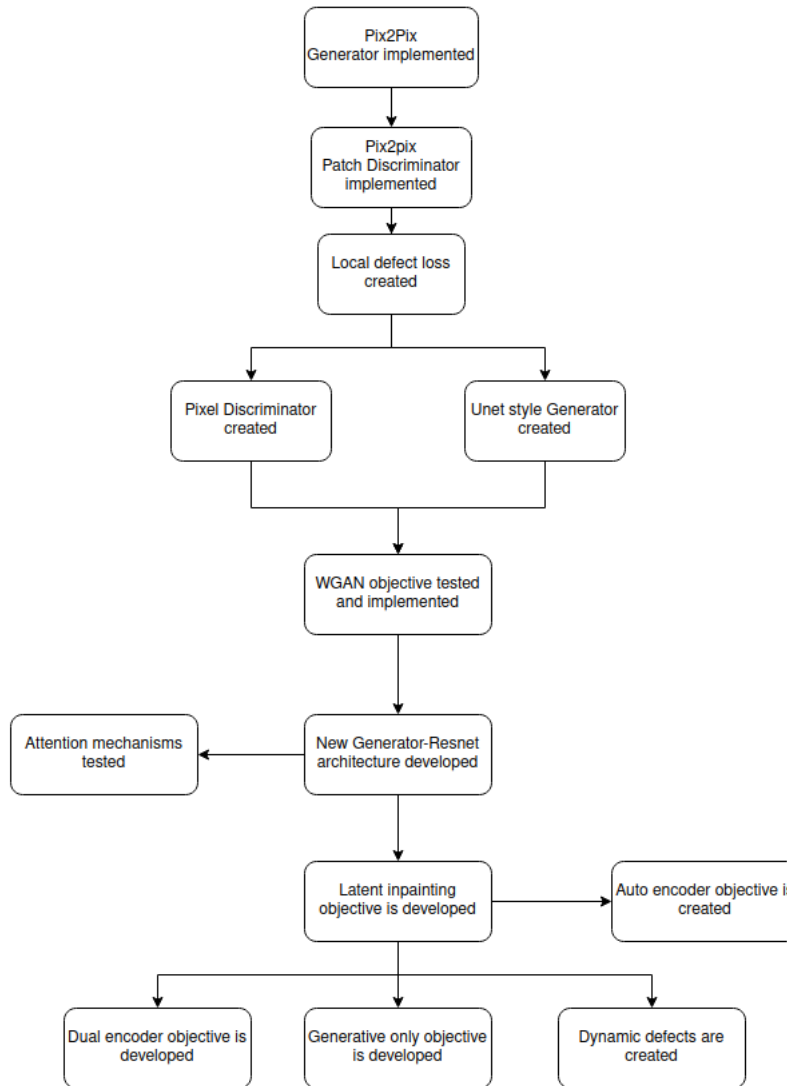 Pix2Pix
Generator implemented
Pix2pix
Patch Discriminator
implemented
Local defect loss
created
Pixel Discriminator
created
Unet style Generator
created
WGAN objective tested
and implemented
Attention mechanisms
tested
New Generator-Resnet
architecture developed
Latent inpainting
objective is developed
Auto encoder objective is
created
Dual encoder objective is
developed
Generative only objective
is developed
Dynamic defects are
created